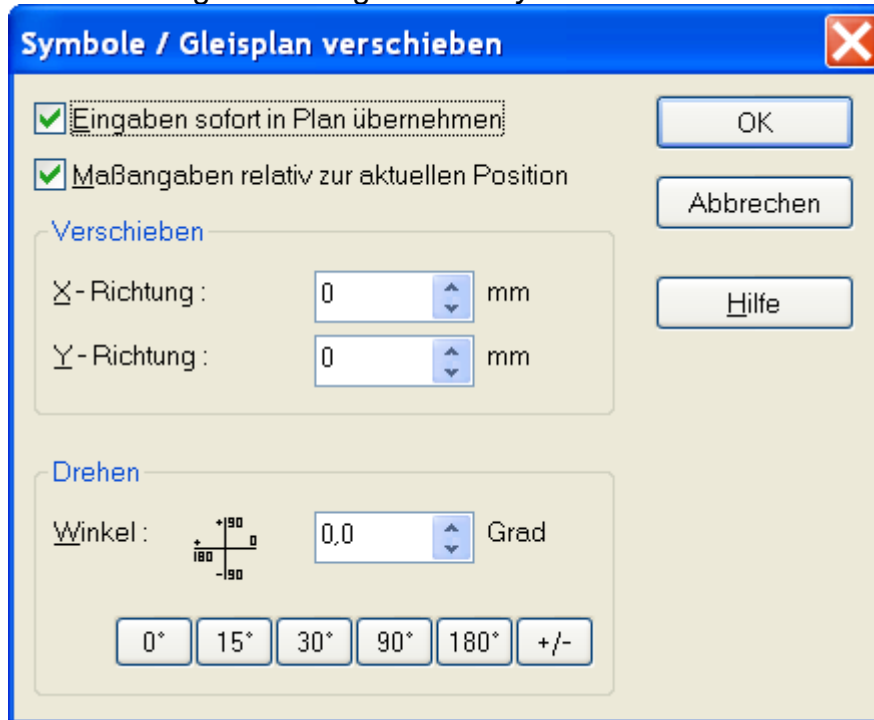 Symbole / Gleisplan verschieben
Eingaben sofort in Plan übernehmen
OK
Maßangaben relativ zur aktuellen Position
Abbrechen
Verschieben
X - Richtung : 0 mm
Hilfe
Y - Richtung : 0 mm
Drehen
Winkel : +90 0 +180 -90 0,0 Grad
0° 15° 30° 90° 180° +/-